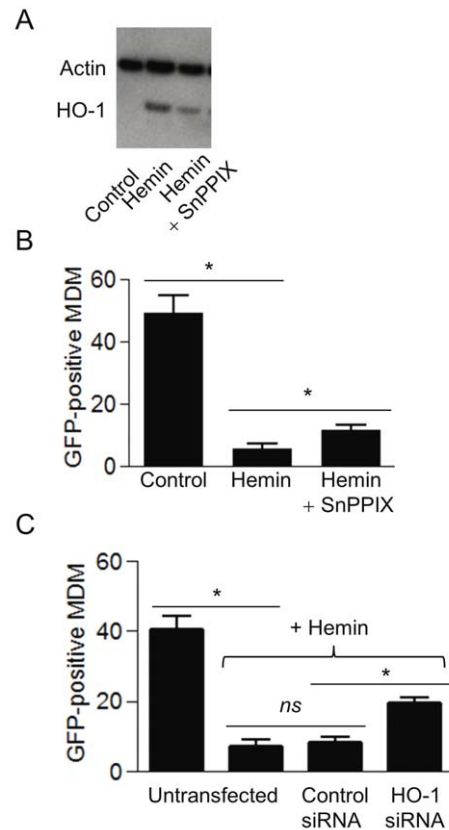 A
Actin
HO-1
Control
Hemin
Hemin
+ SnPPIX
B
*
*
60
40
20
0
GFP-positive MDM
Control
Hemin
Hemin
+ SnPPIX
C
*
+ Hemin
*
ns
60
40
20
0
GFP-positive MDM
Untransfected
Control
siRNA
HO-1
siRNA